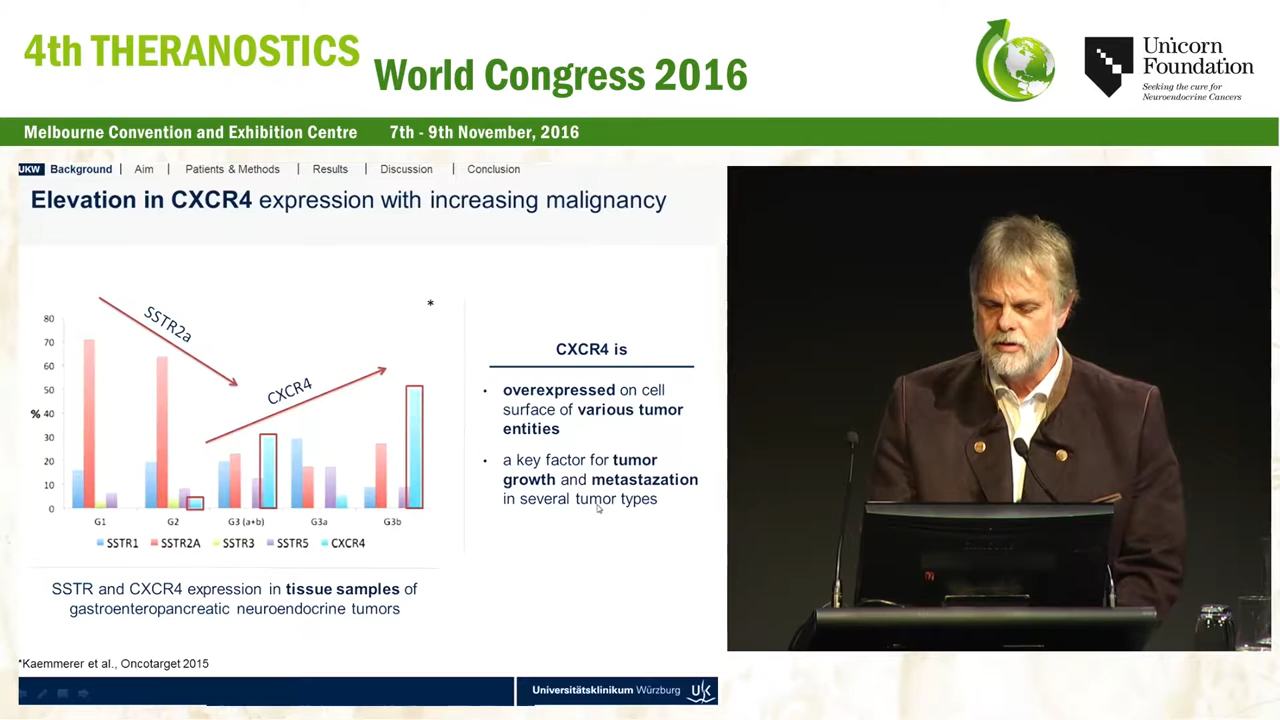 4th THERANOSTICS
World Congress 2016
Unicorn
Foundation
Seeking the cure for
Neuroendocrine Cancers
Melbourne Convention and Exhibition Centre 7th - 9th November, 2016
UKW Background | Aim | Patients & Methods | Results | Discussion | Conclusion
Elevation in CXCR4 expression with increasing malignancy
*
SSTR2a
CXCR4
80
70
60
50
% 40
30
20
10
0
G1 G2 G3 (a+b) G3a G3b
SSTR1 SSTR2A SSTR3 SSTR5 CXCR4
SSTR and CXCR4 expression in tissue samples of
gastroenteropancreatic neuroendocrine tumors
CXCR4 is
• overexpressed on cell
surface of various tumor
entities
• a key factor for tumor
growth and metastazation
in several tumor types
*Kaemmerer et al., Oncotarget 2015
Universitätsklinikum Würzburg UK